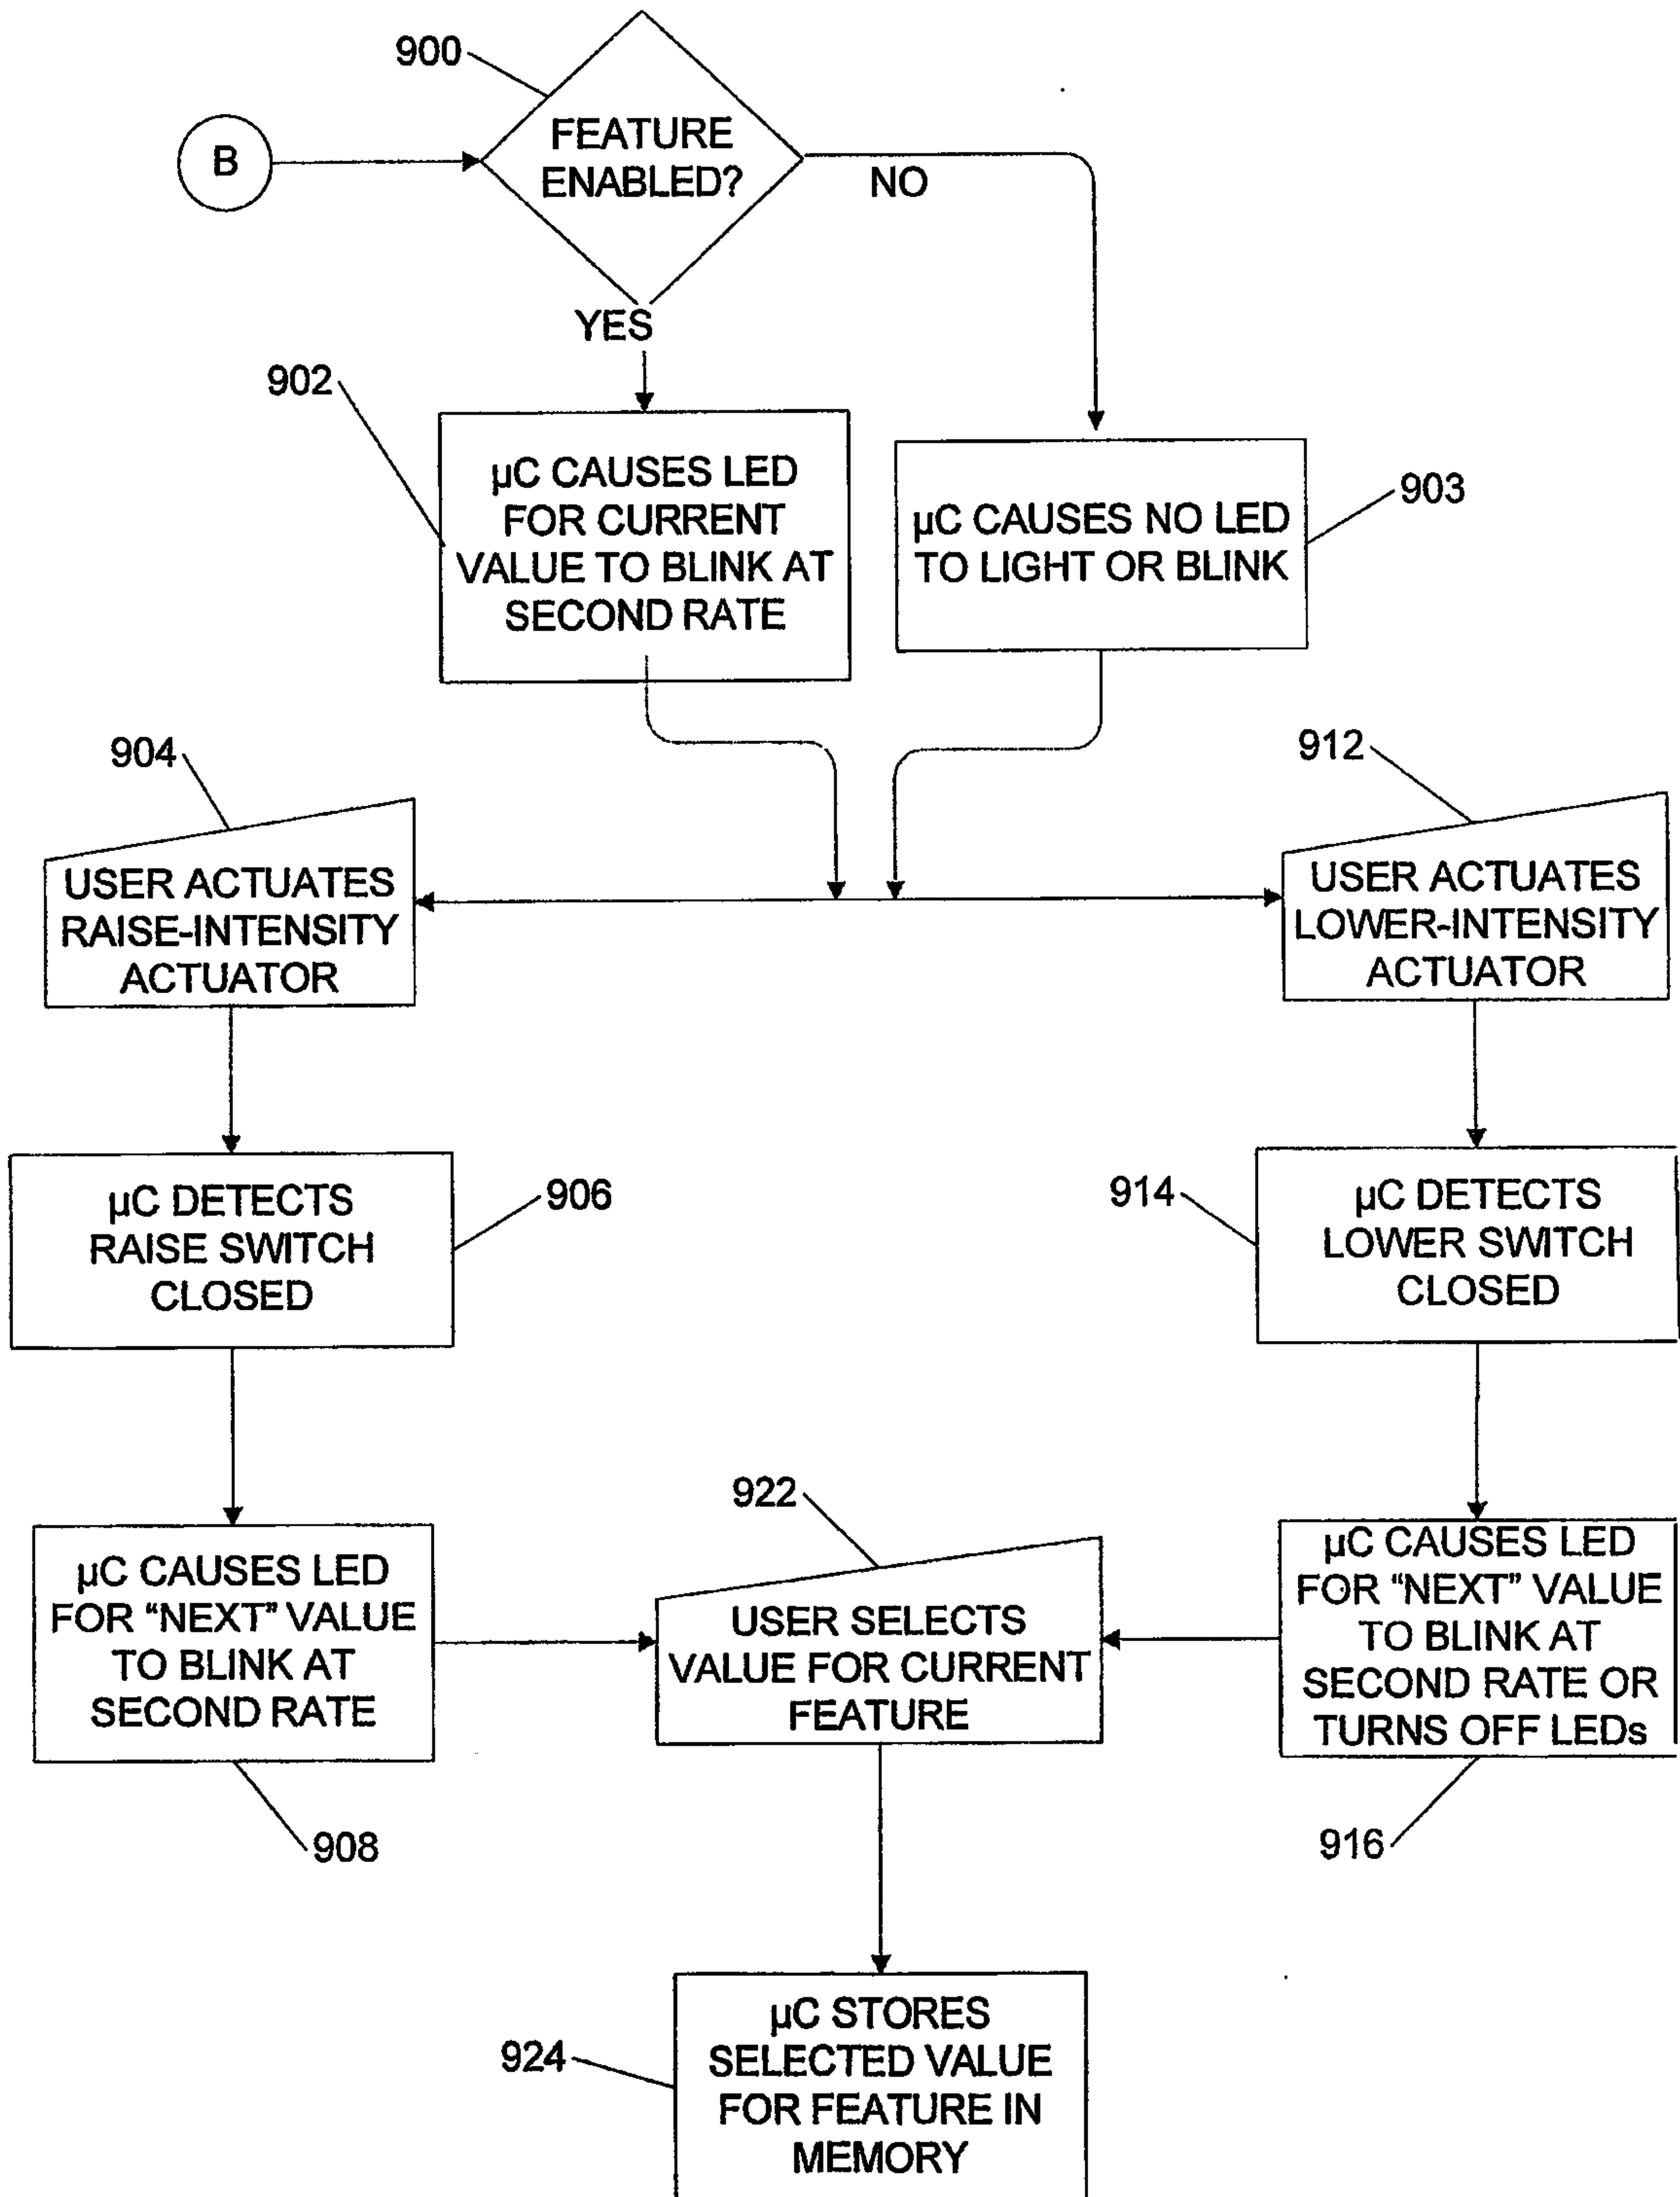 900
FEATURE
ENABLED?
B
NO
YES
902
µC CAUSES LED
FOR CURRENT
VALUE TO BLINK AT
SECOND RATE
µC CAUSES NO LED
TO LIGHT OR BLINK
903
904
USER ACTUATES
RAISE-INTENSITY
ACTUATOR
912
USER ACTUATES
LOWER-INTENSITY
ACTUATOR
µC DETECTS
RAISE SWITCH
CLOSED
906
914
µC DETECTS
LOWER SWITCH
CLOSED
µC CAUSES LED
FOR “NEXT” VALUE
TO BLINK AT
SECOND RATE
908
922
USER SELECTS
VALUE FOR CURRENT
FEATURE
µC CAUSES LED
FOR “NEXT” VALUE
TO BLINK AT
SECOND RATE OR
TURNS OFF LEDs
916
924
µC STORES
SELECTED VALUE
FOR FEATURE IN
MEMORY